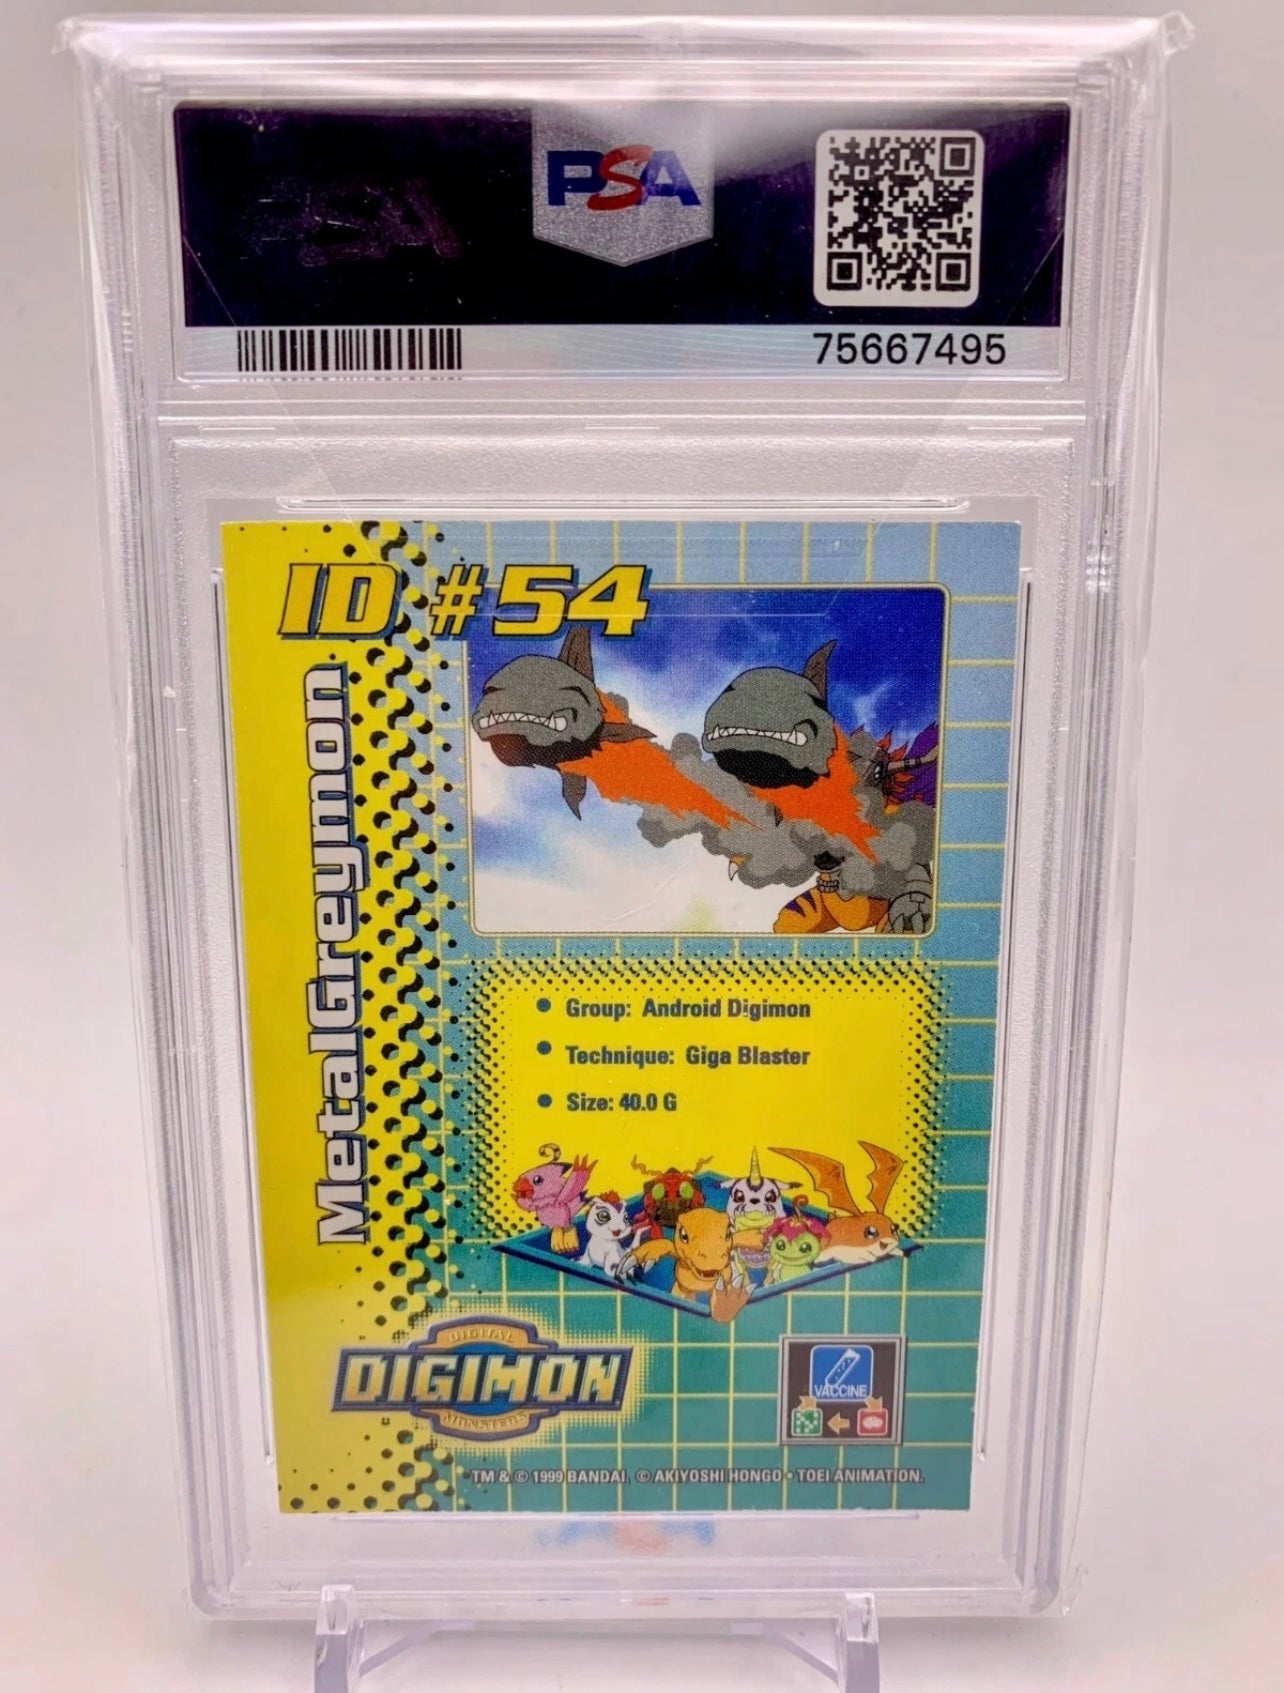 PSA
PSA
75667495
ID #54
MetalGreymon
• Group: Android Digimon
• Technique: Giga Blaster
• Size: 40.0 G
DIGITAL
DIGIMON
MONSTERS
VACCINE
TM & © 1999 BANDAI. © AKIYOSHI HONGO • TOEI ANIMATION.